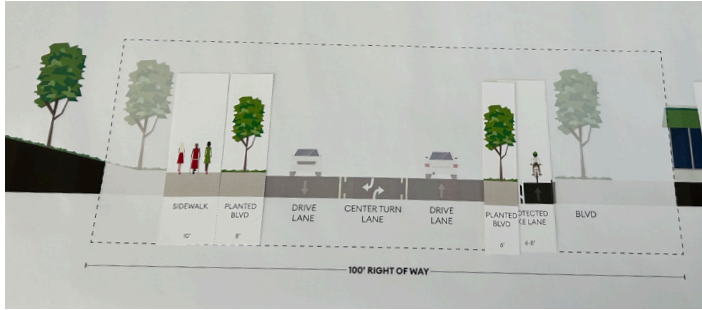 SIDEWALK
10'
PLANTED
BLVD
8'
DRIVE
LANE
CENTER TURN
LANE
DRIVE
LANE
PLANTED
BLVD
6'
OTECTED
KE LANE
6-8'
BLVD
100' RIGHT OF WAY